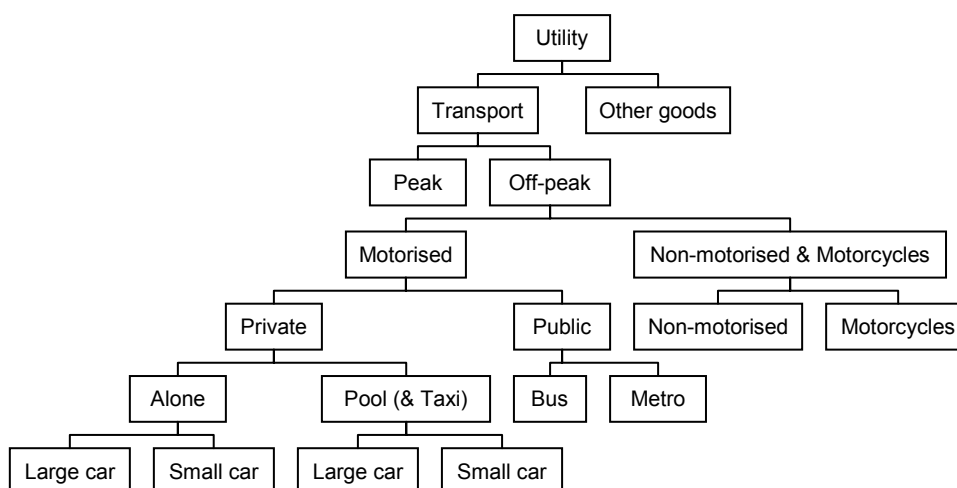 Utility
Transport
Other goods
Peak
Off-peak
Motorised
Non-motorised & Motorcycles
Private
Public
Non-motorised
Motorcycles
Alone
Pool (& Taxi)
Bus
Metro
Large car
Small car
Large car
Small car